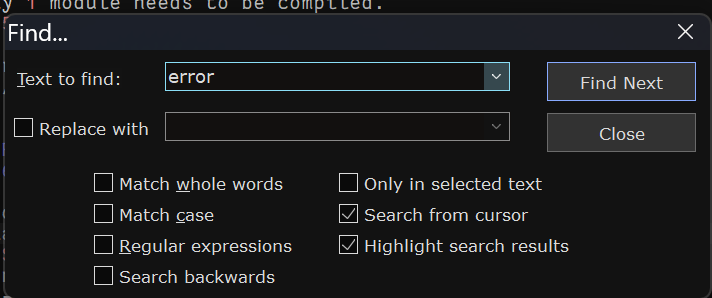 1 module needs to be compiled.
Find...
Text to find:
error
Find Next
Replace with
Close
Match whole words
Only in selected text
Match case
Search from cursor
Regular expressions
Highlight search results
Search backwards